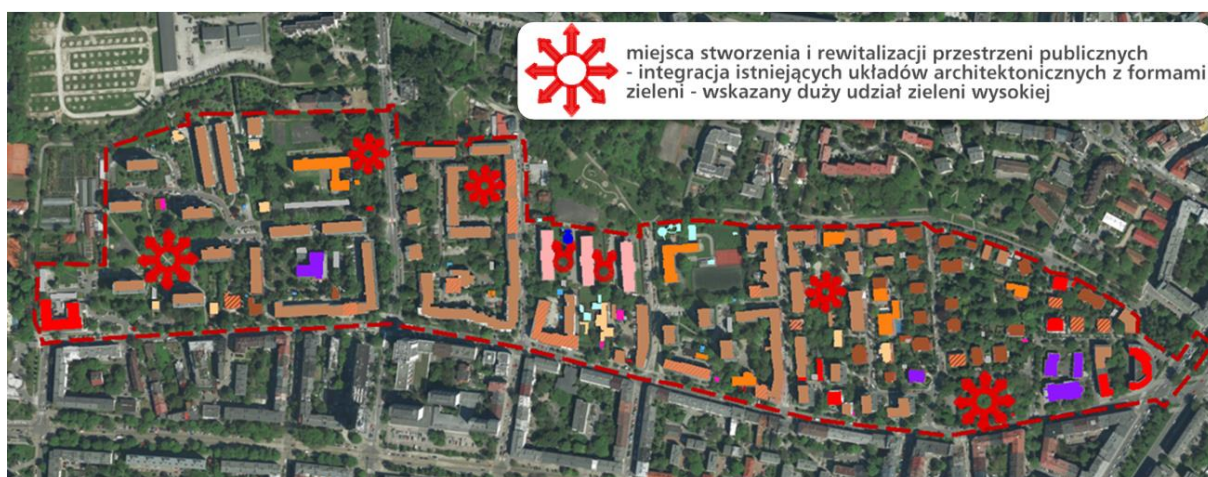 miejsca stworzenia i rewitalizacji przestrzeni publicznych
- integracja istniejących układów architektonicznych z formami
zieleni - wskazany duży udział zieleni wysokiej